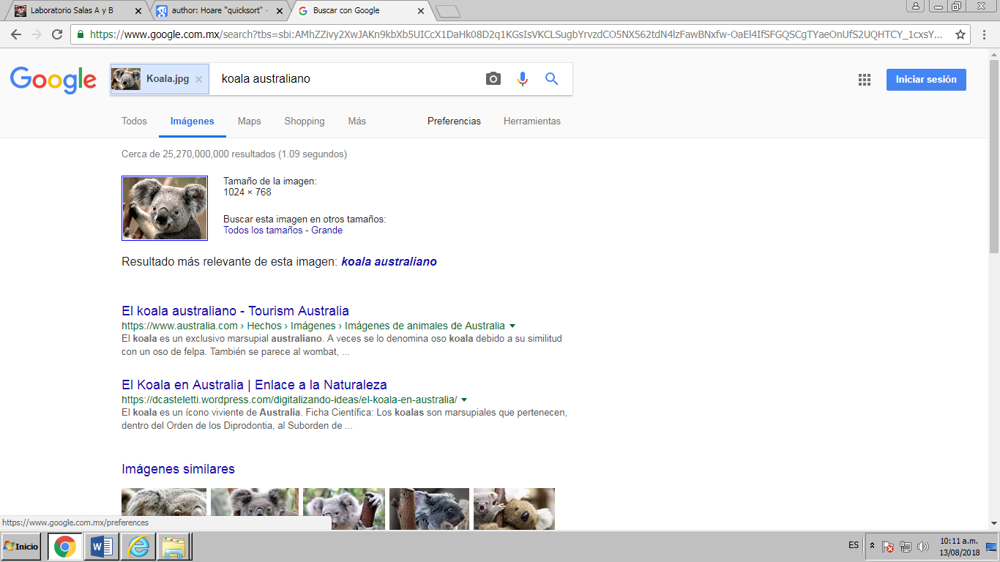 Laboratorio Salas A y B
author: Hoare "quicksort" -
Buscar con Google
https://www.google.com.mx/search?tbs=sbi:AMhZZivy2XwJAKn9kbXb5UICcX1DaHk08D2q1KGsIsVKCLSugbYrvzdCO5NX562tdN4lzFawBNxfw-OaEl4IfSFGQSCgTYaeOnUfS2UQHTCY_1cxsY...
Google
Koala.jpg
koala australiano
Iniciar sesión
Todos Imágenes Maps Shopping Más Preferencias Herramientas
Cerca de 25,270,000,000 resultados (1.09 segundos)
Tamaño de la imagen:
1024 × 768
Buscar esta imagen en otros tamaños:
Todos los tamaños - Grande
Resultado más relevante de esta imagen: koala australiano
El koala australiano - Tourism Australia
https://www.australia.com › Hechos › Imágenes › Imágenes de animales de Australia
El koala es un exclusivo marsupial australiano. A veces se lo denomina oso koala debido a su similitud
con un oso de felpa. También se parece al wombat, ...
El Koala en Australia | Enlace a la Naturaleza
https://dcasteletti.wordpress.com/digitalizando-ideas/el-koala-en-australia/
El koala es un ícono viviente de Australia. Ficha Científica: Los koalas son marsupiales que pertenecen,
dentro del Orden de los Diprodontia, al Suborden de ...
Imágenes similares
https://www.google.com.mx/preferences
Inicio
ES
10:11 a.m.
13/08/2018